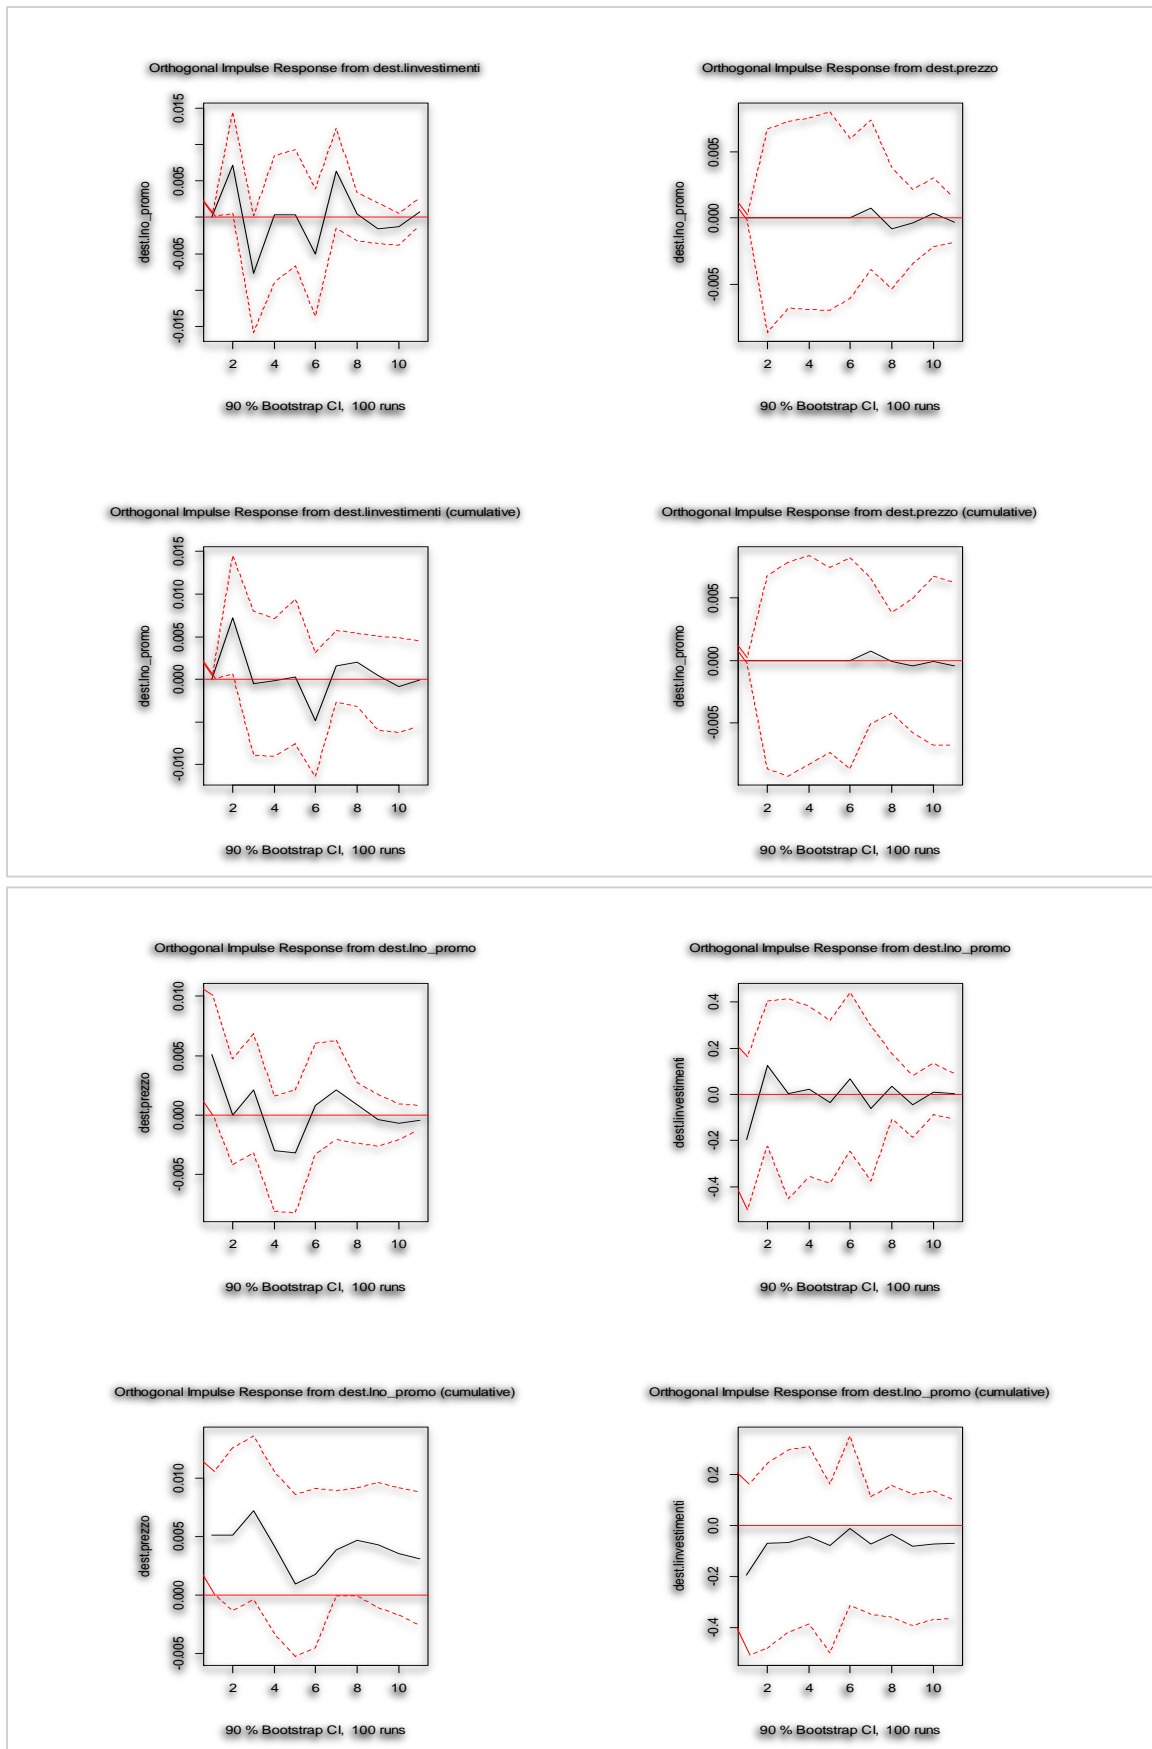 Orthogonal Impulse Response from dest.linvestimenti
dest.lno_promo
0.015
0.005
-0.005
-0.015
2 4 6 8 10
90 % Bootstrap CI, 100 runs
Orthogonal Impulse Response from dest.prezzo
dest.lno_promo
0.005
0.000
-0.005
2 4 6 8 10
90 % Bootstrap CI, 100 runs
Orthogonal Impulse Response from dest.linvestimenti (cumulative)
dest.lno_promo
0.015
0.010
0.005
0.000
-0.010
2 4 6 8 10
90 % Bootstrap CI, 100 runs
Orthogonal Impulse Response from dest.prezzo (cumulative)
dest.lno_promo
0.005
0.000
-0.005
2 4 6 8 10
90 % Bootstrap CI, 100 runs
Orthogonal Impulse Response from dest.lno_promo
dest.prezzo
0.010
0.005
0.000
-0.005
2 4 6 8 10
90 % Bootstrap CI, 100 runs
Orthogonal Impulse Response from dest.lno_promo
dest.linvestimenti
0.4
0.2
0.0
-0.2
-0.4
2 4 6 8 10
90 % Bootstrap CI, 100 runs
Orthogonal Impulse Response from dest.lno_promo (cumulative)
dest.prezzo
0.010
0.005
0.000
-0.005
2 4 6 8 10
90 % Bootstrap CI, 100 runs
Orthogonal Impulse Response from dest.lno_promo (cumulative)
dest.linvestimenti
0.2
0.0
-0.2
-0.4
2 4 6 8 10
90 % Bootstrap CI, 100 runs